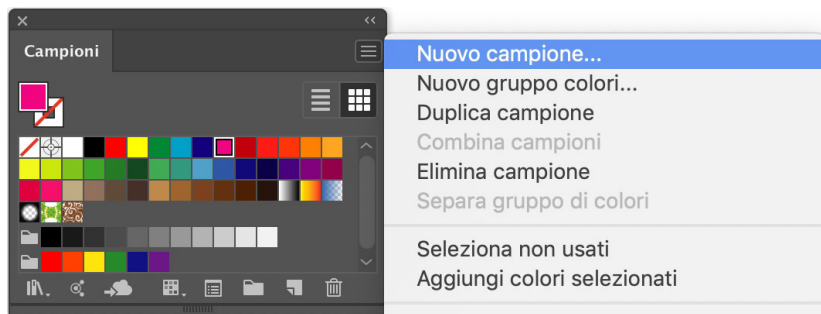 Campioni
Nuovo campione...
Nuovo gruppo colori...
Duplica campione
Combina campioni
Elimina campione
Separa gruppo di colori
Seleziona non usati
Aggiungi colori selezionati